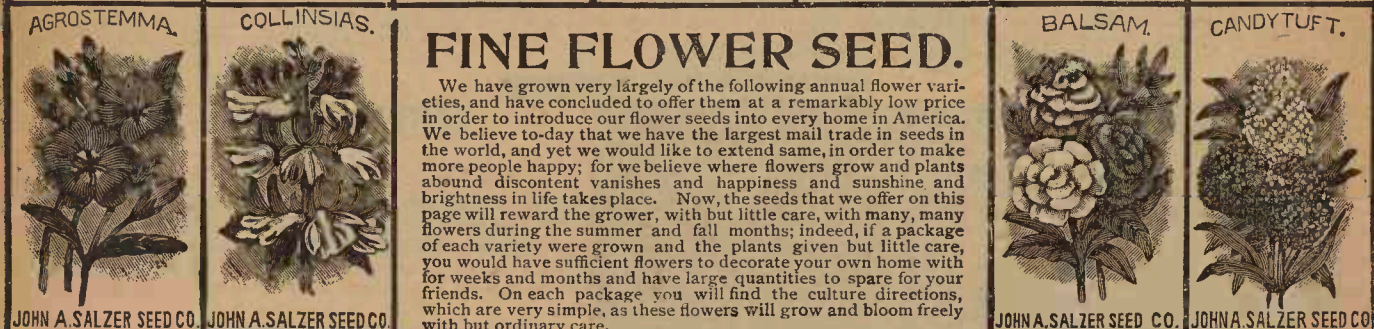 AGROSTEMMA.
JOHN A. SALZER SEED CO.
COLLINSIAS.
JOHN A. SALZER SEED CO.
FINE FLOWER SEED.
We have grown very largely of the following annual flower vari-
eties, and have concluded to offer them at a remarkably low price
in order to introduce our flower seeds into every home in America.
We believe to-day that we have the largest mail trade in seeds in
the world, and yet we would like to extend same, in order to make
more people happy; for we believe where flowers grow and plants
abound discontent vanishes and happiness and sunshine and
brightness in life takes place. Now, the seeds that we offer on this
page will reward the grower, with but little care, with many, many
flowers during the summer and fall months; indeed, if a package
of each variety were grown and the plants given but little care,
you would have sufficient flowers to decorate your own home with
for weeks and months and have large quantities to spare for your
friends. On each package you will find the culture directions,
which are very simple, as these flowers will grow and bloom freely
with but ordinary care.
BALSAM.
JOHN A. SALZER SEED CO.
CANDYTUFT.
JOHN A. SALZER SEED CO